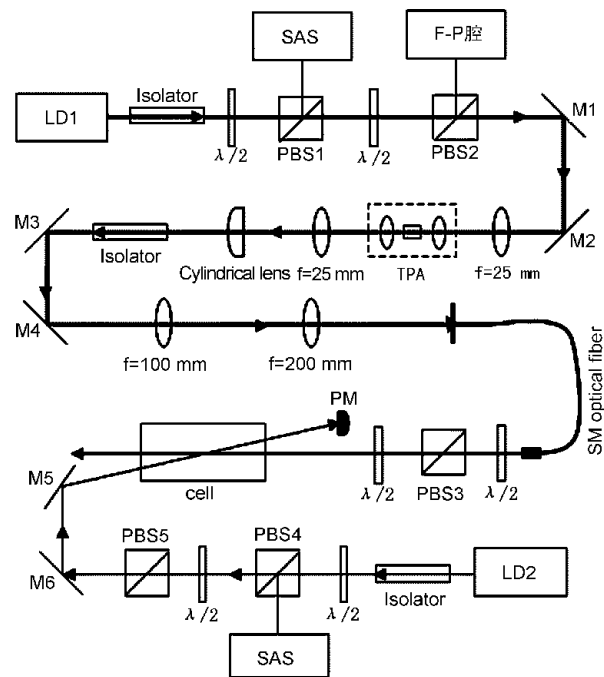 SAS
F-P腔
LD1
Isolator
λ/2
PBS1
λ/2
PBS2
M1
M3
Isolator
Cylindrical lens
f=25 mm
TPA
f=25 mm
M2
M4
f=100 mm
f=200 mm
SM optical fiber
PM
M5
cell
λ/2
PBS3
λ/2
PBS5
PBS4
M6
λ/2
λ/2
Isolator
LD2
SAS